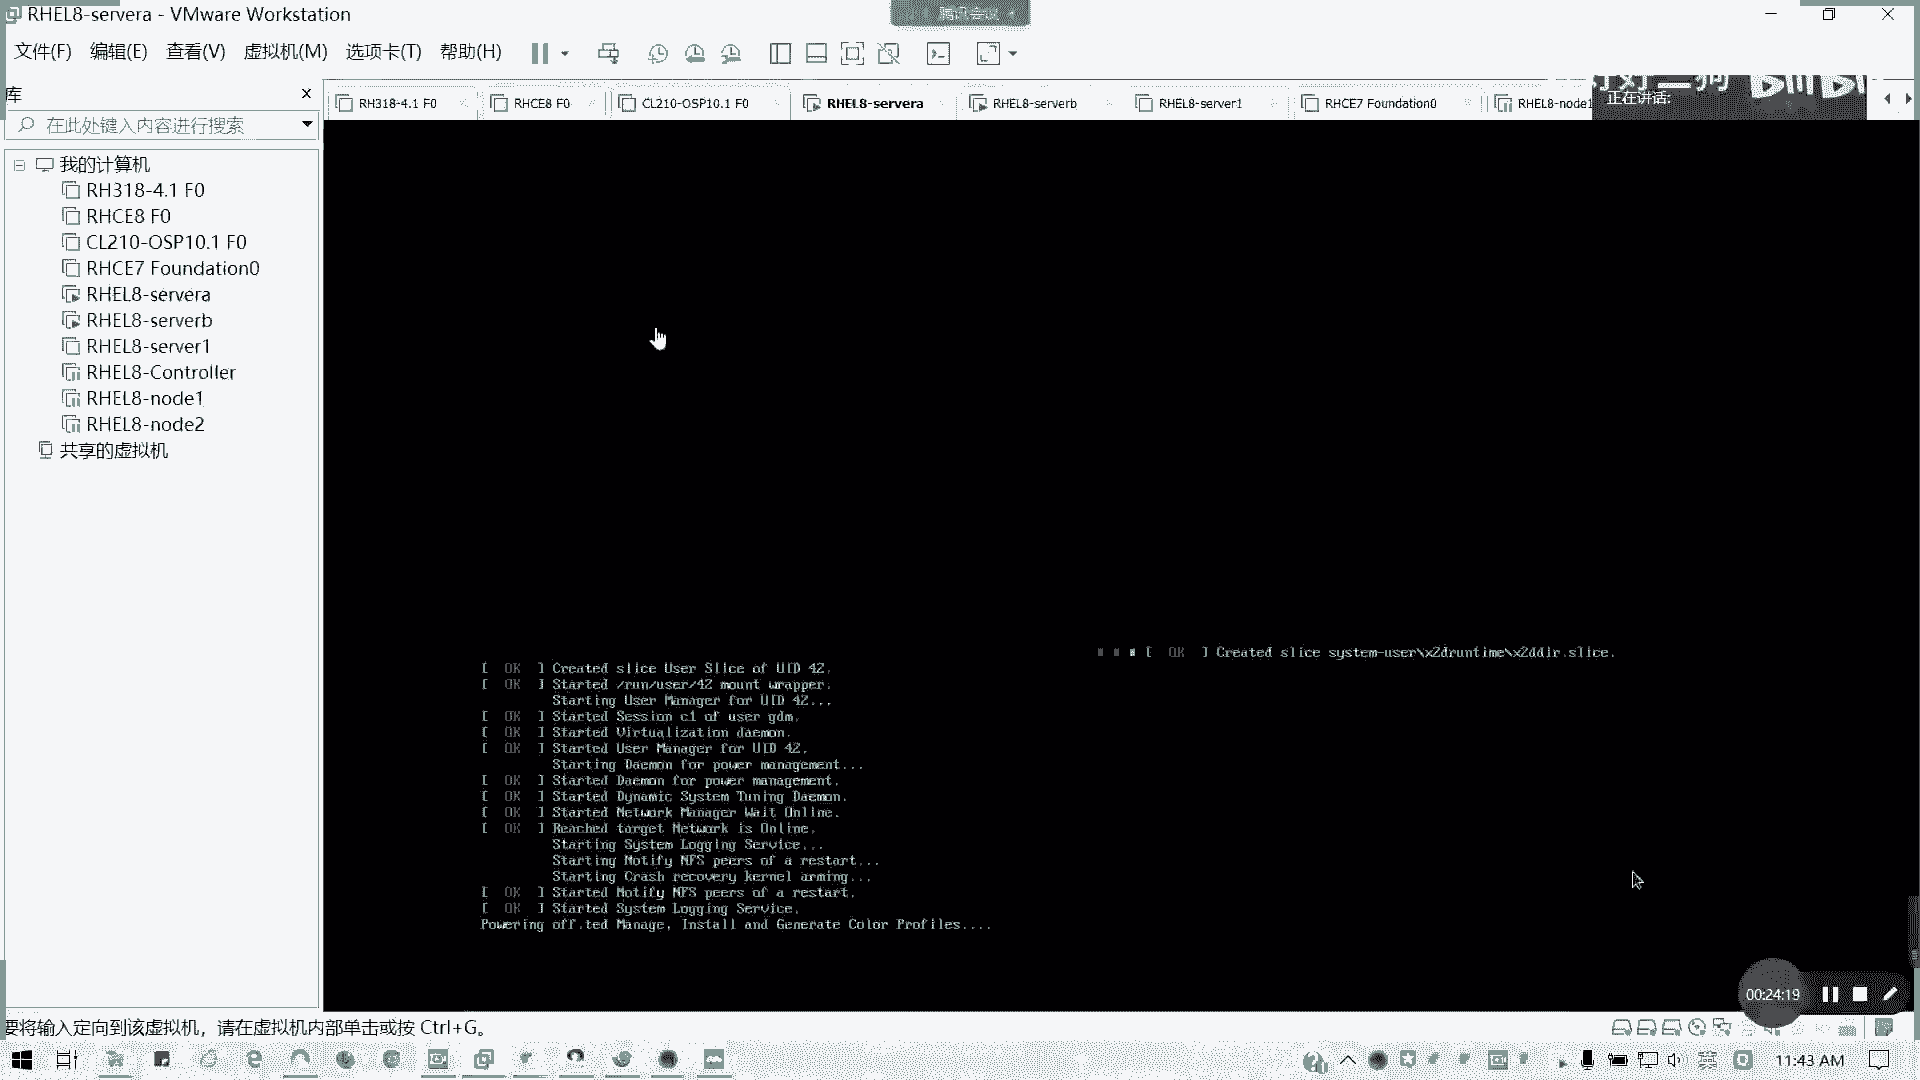 RHEL8-servera - VMware Workstation
腾讯会议
文件(F) 编辑(E) 查看(V) 虚拟机(M) 选项卡(T) 帮助(H)
库
在此处键入内容进行搜索
RH318-4.1 F0
RHCE8 F0
CL210-OSP10.1 F0
RHEL8-servera
RHEL8-serverb
RHEL8-server1
RHCE7 Foundation0
RHEL8-node1
正在讲话:
我的计算机
RH318-4.1 F0
RHCE8 F0
CL210-OSP10.1 F0
RHCE7 Foundation0
RHEL8-servera
RHEL8-serverb
RHEL8-server1
RHEL8-Controller
RHEL8-node1
RHEL8-node2
共享的虚拟机
[ OK ] Created slice system-user\x2druntime\x2ddir.slice.
[ OK ] Created slice User Slice of UID 42.
[ OK ] Started /run/user/42 mount wrapper.
Starting User Manager for UID 42...
[ OK ] Started Session c1 of user gdm.
[ OK ] Started Virtualization daemon.
[ OK ] Started User Manager for UID 42.
Starting Daemon for power management...
[ OK ] Started Daemon for power management.
[ OK ] Started Dynamic System Tuning Daemon.
[ OK ] Started Network Manager Wait Online.
[ OK ] Reached target Network is Online.
Starting System Logging Service...
Starting Notify NFS peers of a restart...
Starting Crash recovery kernel arming...
[ OK ] Started Notify NFS peers of a restart.
[ OK ] Started System Logging Service.
Powering off.ted Manage, Install and Generate Color Profiles....
00:24:19
要将输入定向到该虚拟机，请在虚拟机内部单击或按 Ctrl+G。
英
11:43 AM